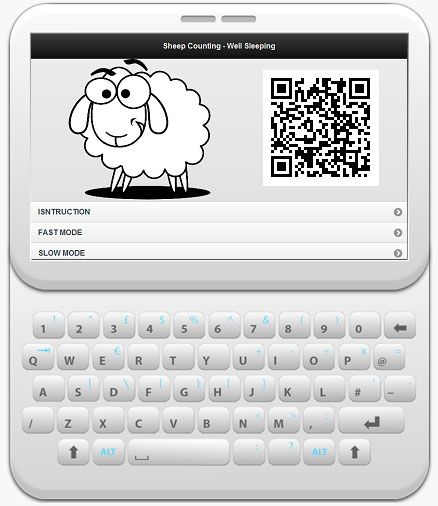 Sheep Counting - Well Sleeping
ISNTRUCTION
FAST MODE
SLOW MODE
1 ! 2 " 3 £ 4 $ 5 % 6 ^ 7 & 8 ( 9 ) 0
Q W E € R T Y U + I - O ÷ P x @ =
A S [ D \ F { G } H [ J ] K L # ' – -
/ Z X C V B N < M > , ;
ALT : ? ALT